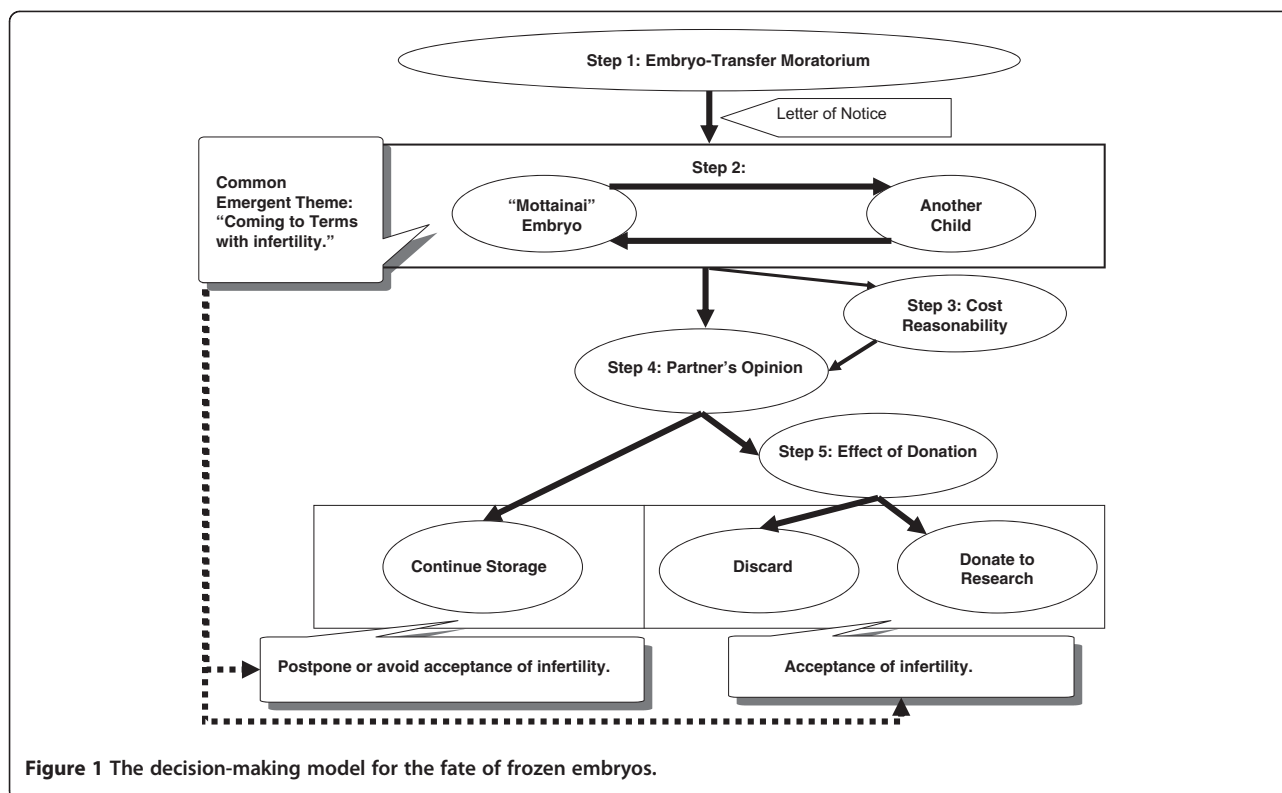 Step 1: Embryo-Transfer Moratorium
Letter of Notice
Common
Emergent Theme:
“Coming to Terms
with infertility.”
Step 2:
“Mottainai”
Embryo
Another
Child
Step 3: Cost
Reasonability
Step 4: Partner’s Opinion
Step 5: Effect of Donation
Continue Storage
Discard
Donate to
Research
Postpone or avoid acceptance of infertility.
Acceptance of infertility.
Figure 1 The decision-making model for the fate of frozen embryos.